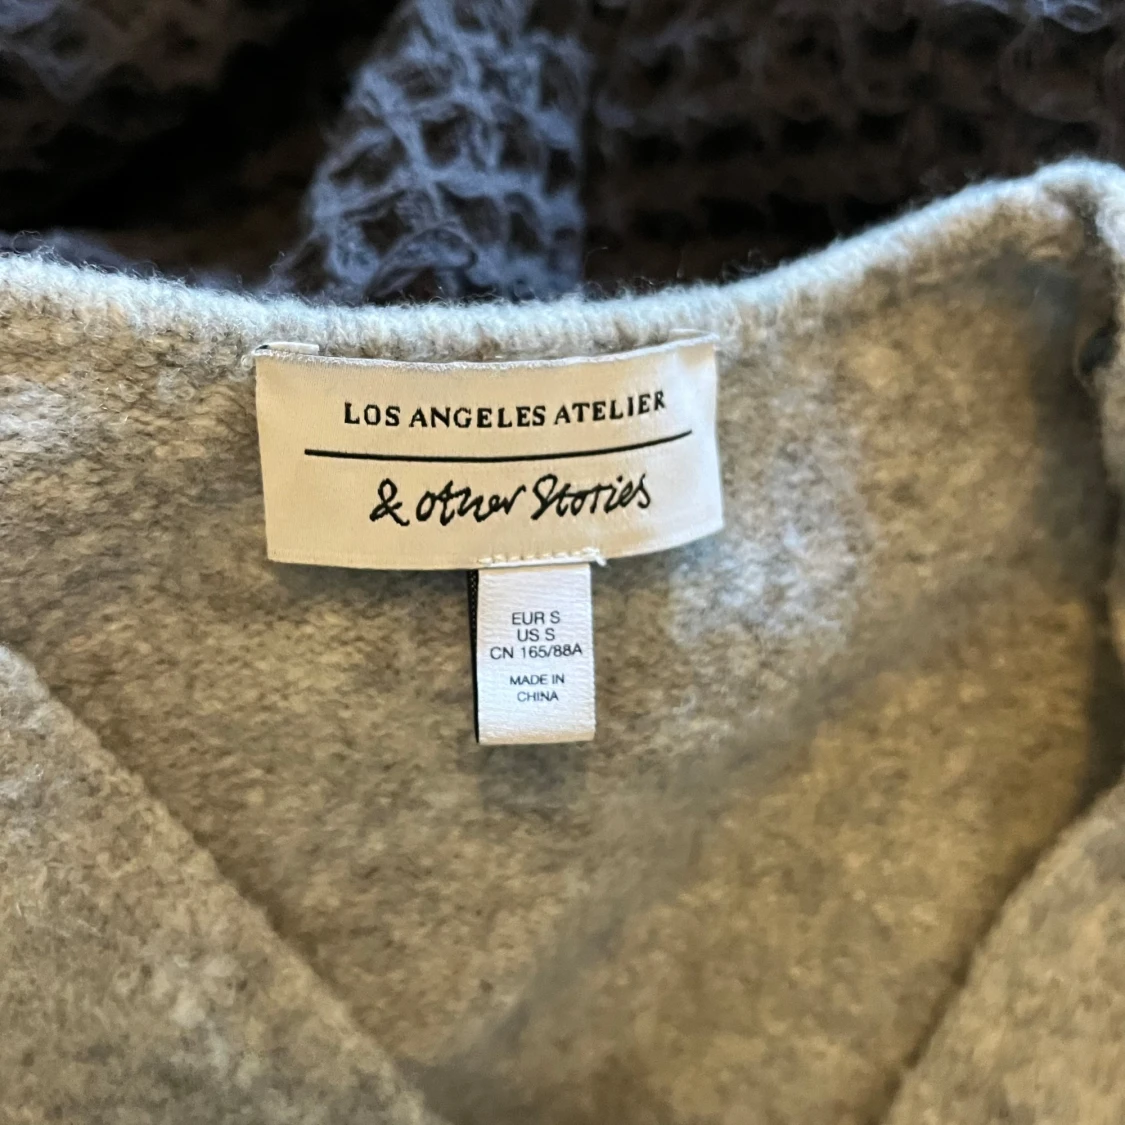 LOS ANGELES ATELIER
& other Stories
EUR S
US S
CN 165/88A
MADE IN
CHINA